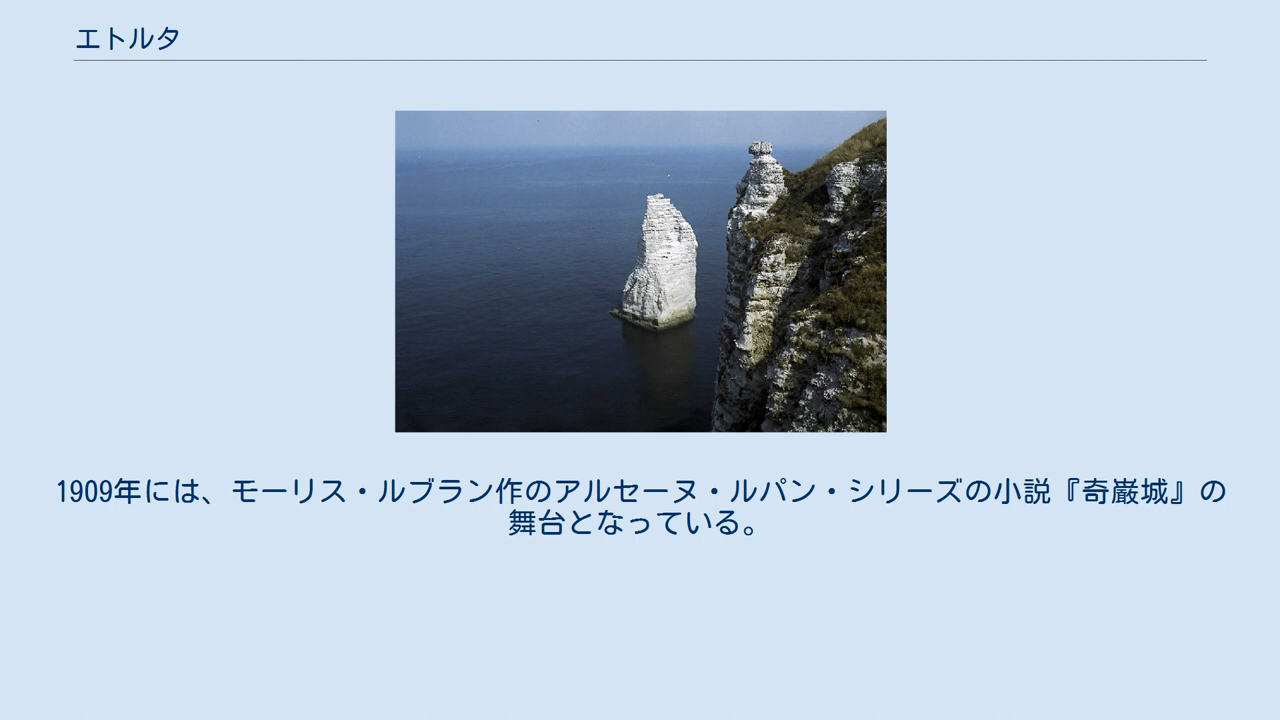 エトルタ
1909年には、モーリス・ルブラン作のアルセーヌ・ルパン・シリーズの小説『奇巌城』の
舞台となっている。